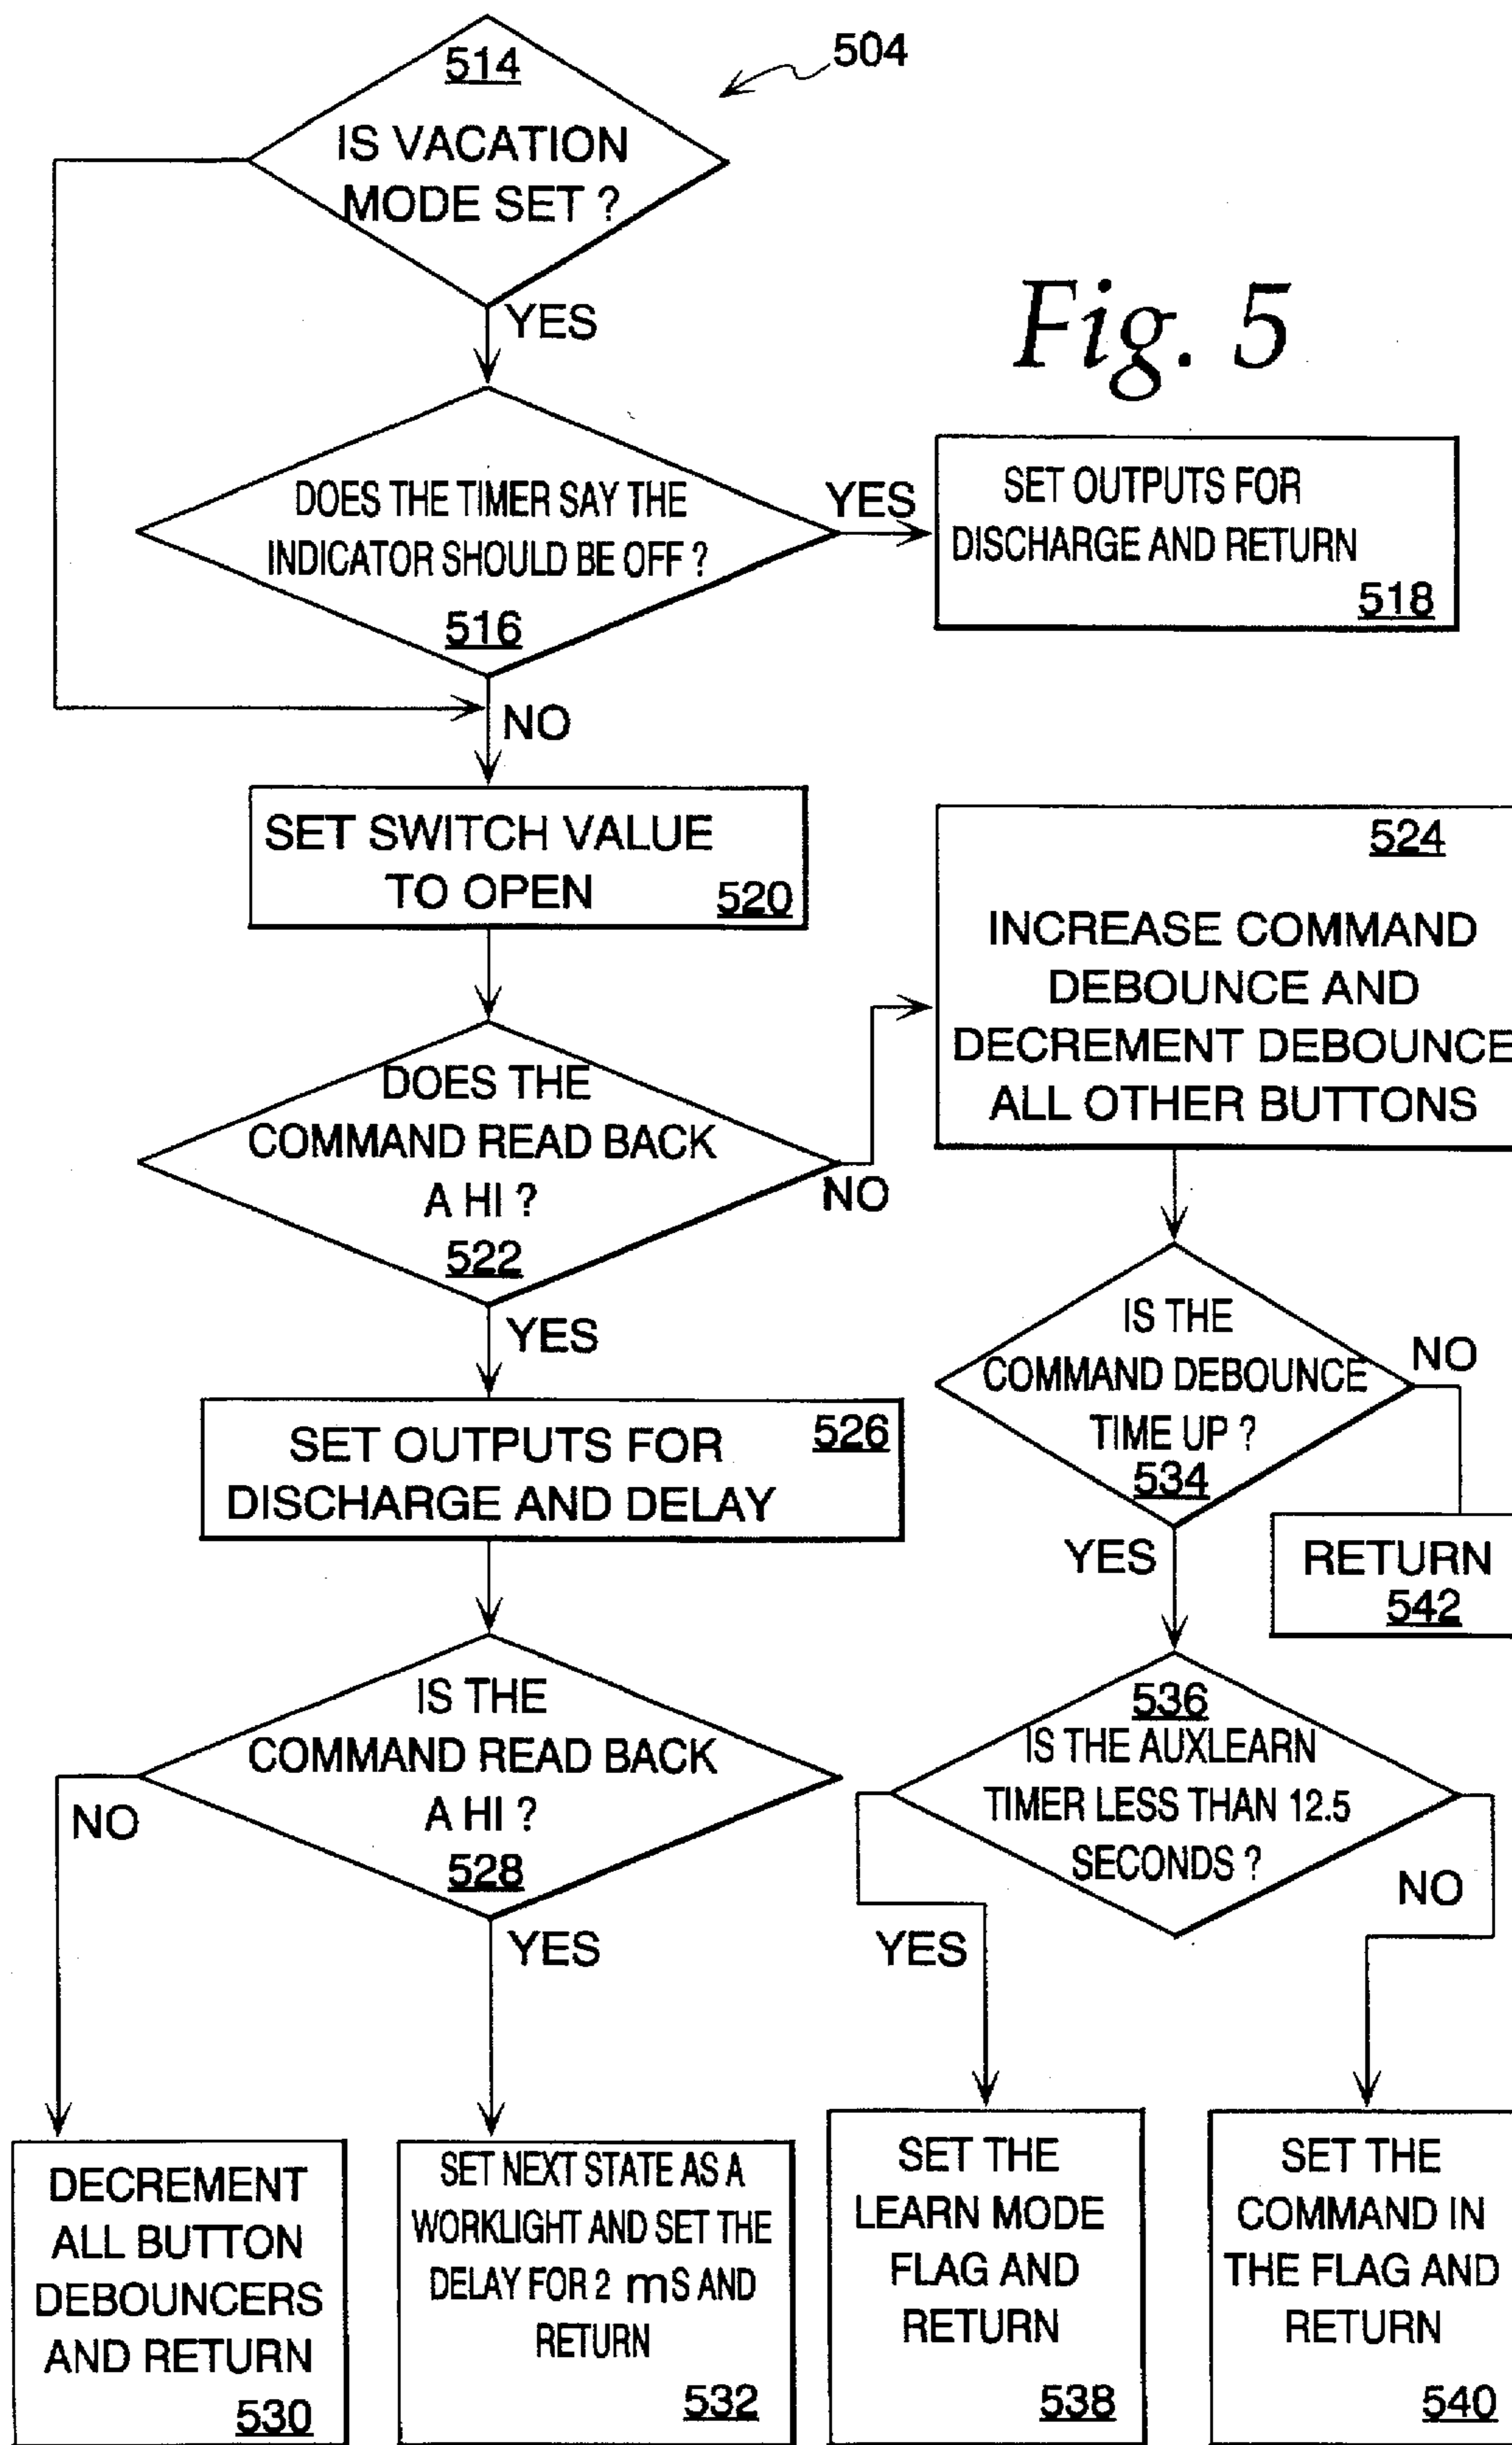 514
504
IS VACATION
MODE SET ?
YES
Fig. 5
DOES THE TIMER SAY THE
INDICATOR SHOULD BE OFF ?
516
YES
SET OUTPUTS FOR
DISCHARGE AND RETURN
518
NO
SET SWITCH VALUE
TO OPEN
520
524
INCREASE COMMAND
DEBOUNCE AND
DECREMENT DEBOUNCE
ALL OTHER BUTTONS
DOES THE
COMMAND READ BACK
A HI ?
522
NO
YES
IS THE
COMMAND DEBOUNCE
TIME UP ?
534
NO
SET OUTPUTS FOR
DISCHARGE AND DELAY
526
YES
RETURN
542
IS THE
COMMAND READ BACK
A HI ?
528
NO
YES
536
IS THE AUXLEARN
TIMER LESS THAN 12.5
SECONDS ?
YES
NO
DECREMENT
ALL BUTTON
DEBOUNCERS
AND RETURN
530
SET NEXT STATE AS A
WORKLIGHT AND SET THE
DELAY FOR 2 mS AND
RETURN
532
SET THE
LEARN MODE
FLAG AND
RETURN
538
SET THE
COMMAND IN
THE FLAG AND
RETURN
540